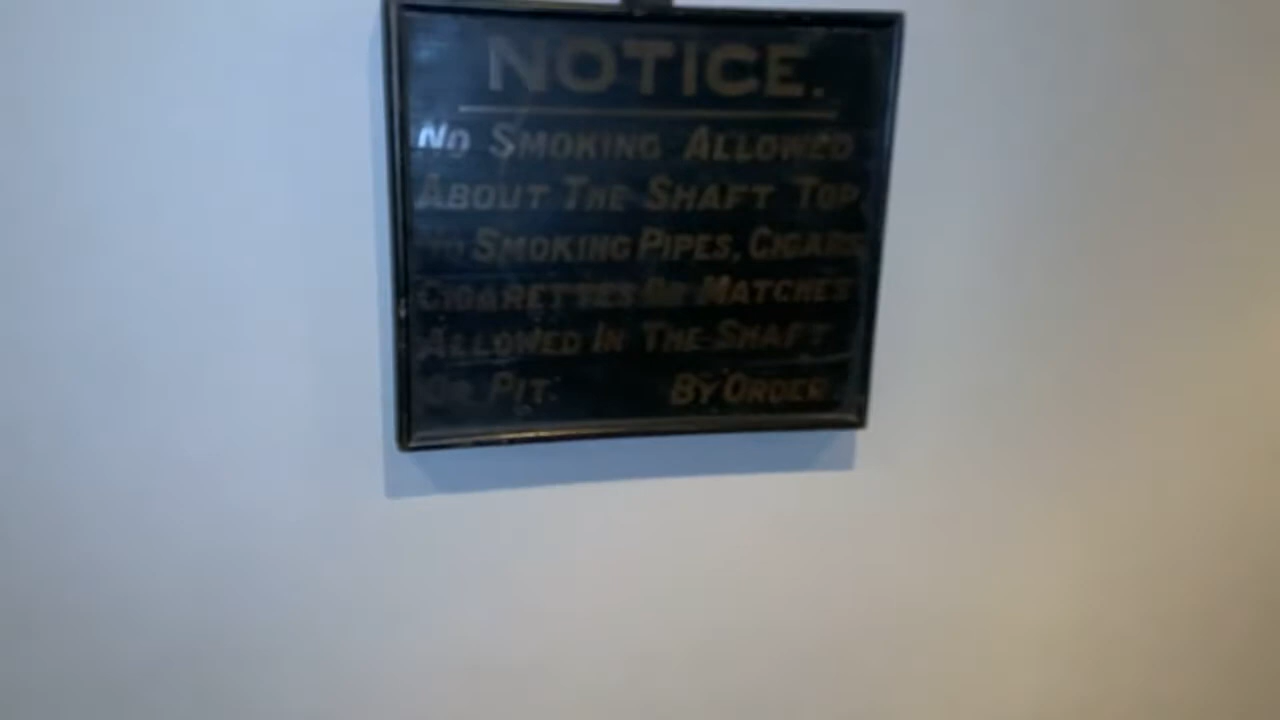 NOTICE.
No Smoking Allowed
About The Shaft Top
No Smoking Pipes, Cigars
Cigarettes Or Matches
Allowed In The Shaft
Or Pit. By Order.